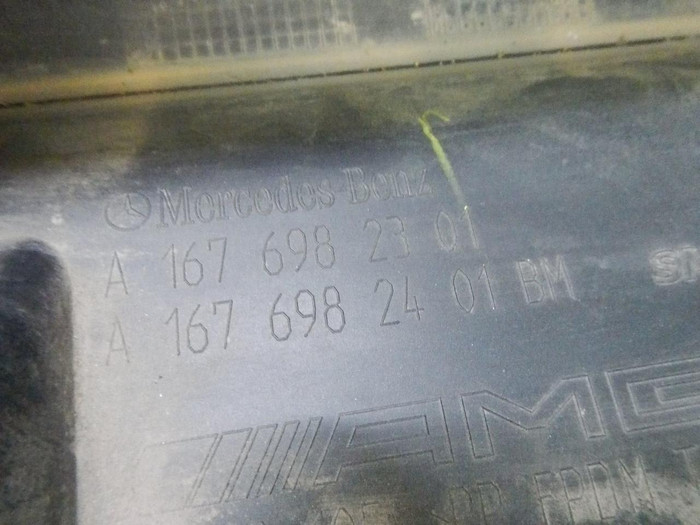 Mercedes-Benz
A 167 698 23 01
A 167 698 24 01 BM
AMG